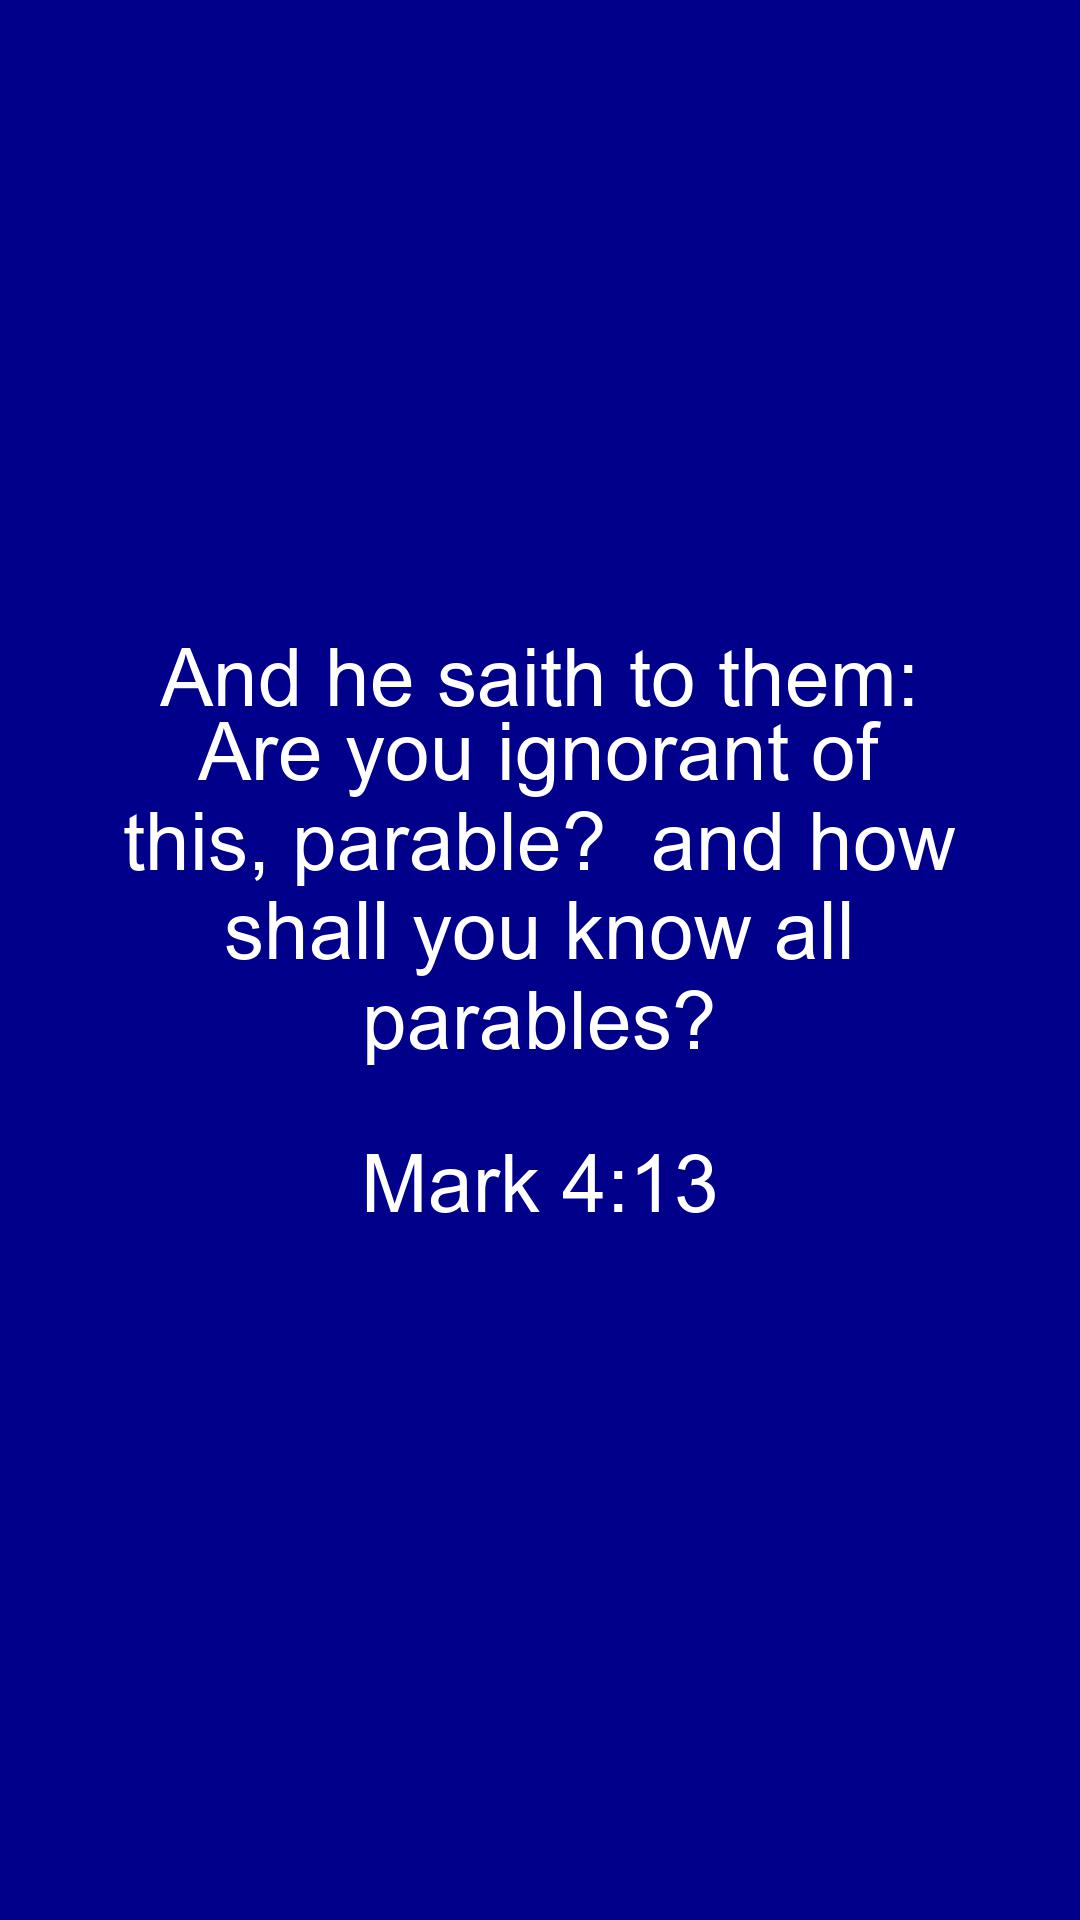 And he saith to them:
Are you ignorant of
this, parable?  and how
shall you know all
parables?
Mark 4:13